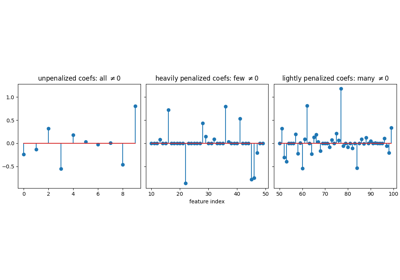 unpenalized coefs: all ≠0
heavily penalized coefs: few ≠0
lightly penalized coefs: many ≠0
1.0
0.5
0.0
−0.5
0 2 4 6 8
10 20 30 40 50
50 60 70 80 90 100
feature index